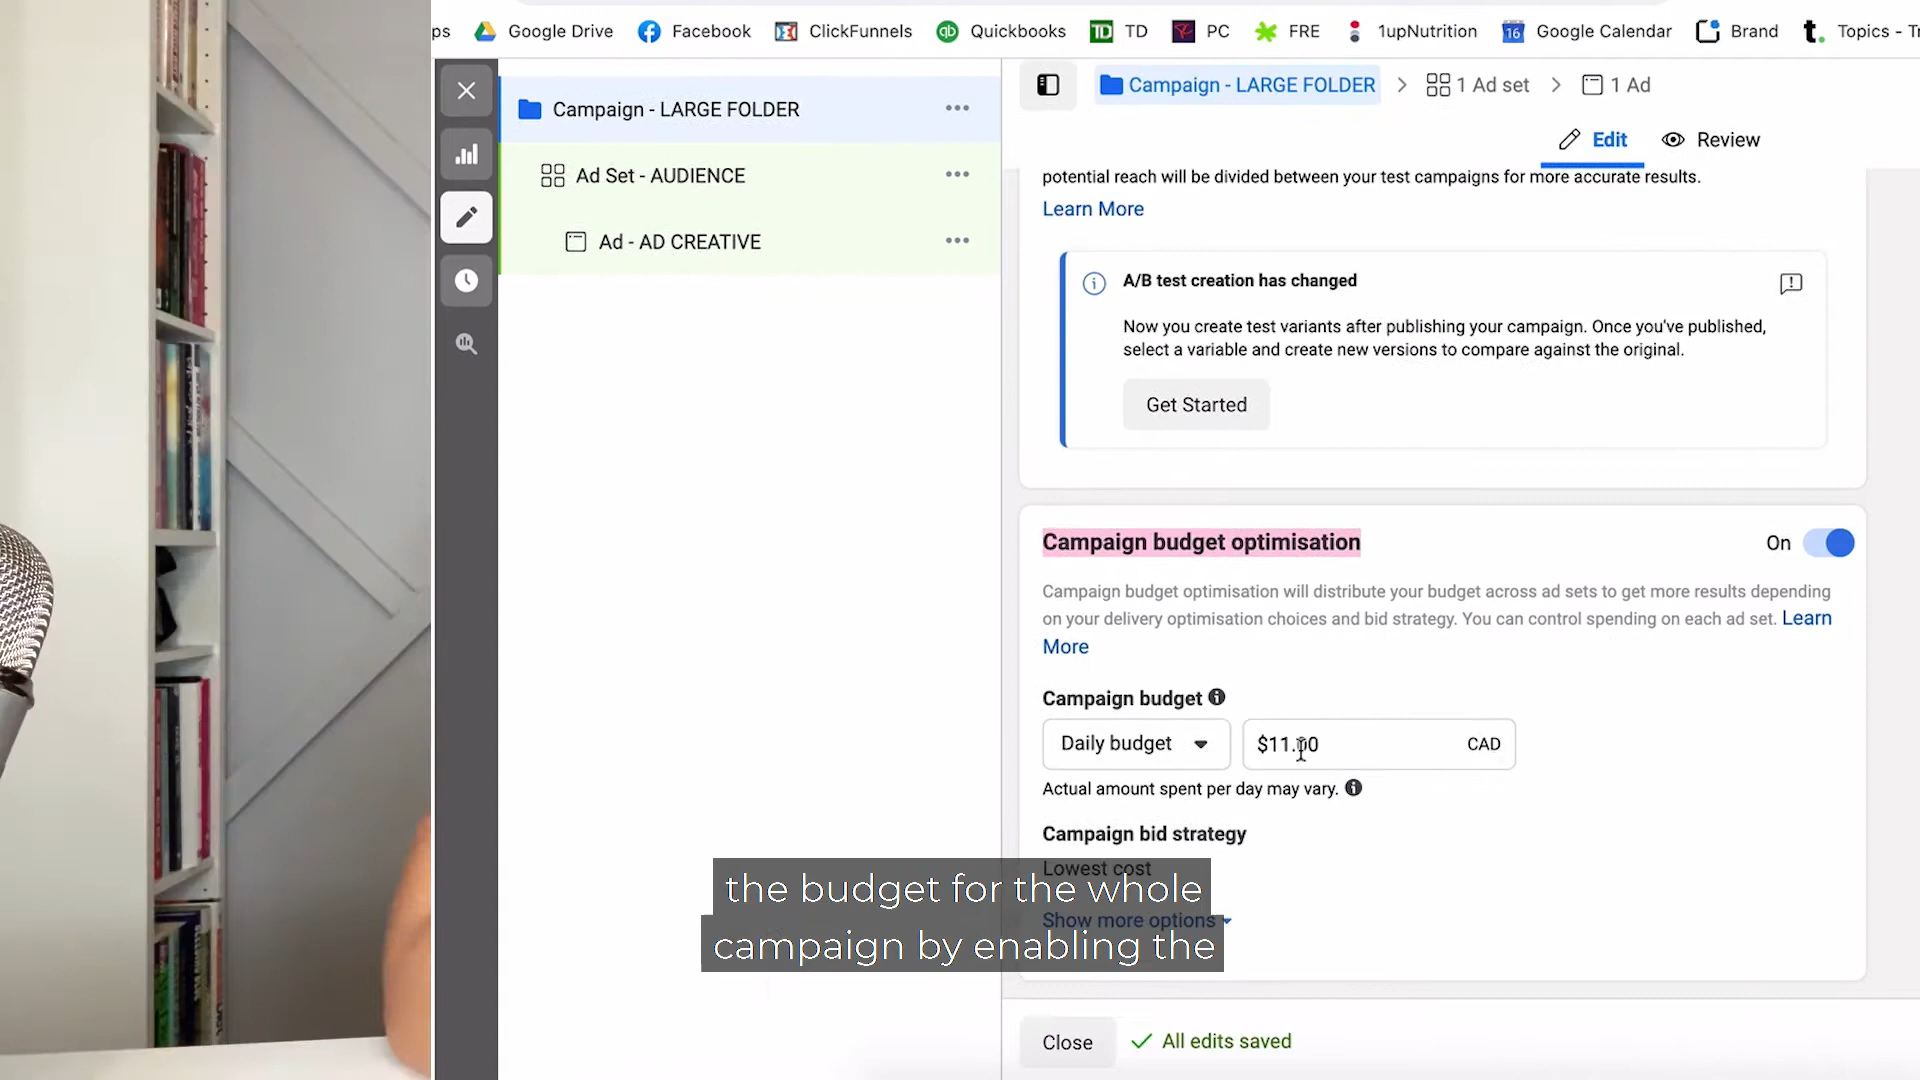 ps Google Drive Facebook ClickFunnels Quickbooks TD PC FRE 1upNutrition Google Calendar Brand Topics - Tr
Campaign - LARGE FOLDER
Ad Set - AUDIENCE
Ad - AD CREATIVE
Campaign - LARGE FOLDER > 1 Ad set > 1 Ad
Edit Review
potential reach will be divided between your test campaigns for more accurate results.
Learn More
A/B test creation has changed
Now you create test variants after publishing your campaign. Once you've published,
select a variable and create new versions to compare against the original.
Get Started
Campaign budget optimisation
On
Campaign budget optimisation will distribute your budget across ad sets to get more results depending
on your delivery optimisation choices and bid strategy. You can control spending on each ad set. Learn
More
Campaign budget
Daily budget $11.00 CAD
Actual amount spent per day may vary.
Campaign bid strategy
Lowest cost
Show more options
the budget for the whole
campaign by enabling the
Close All edits saved